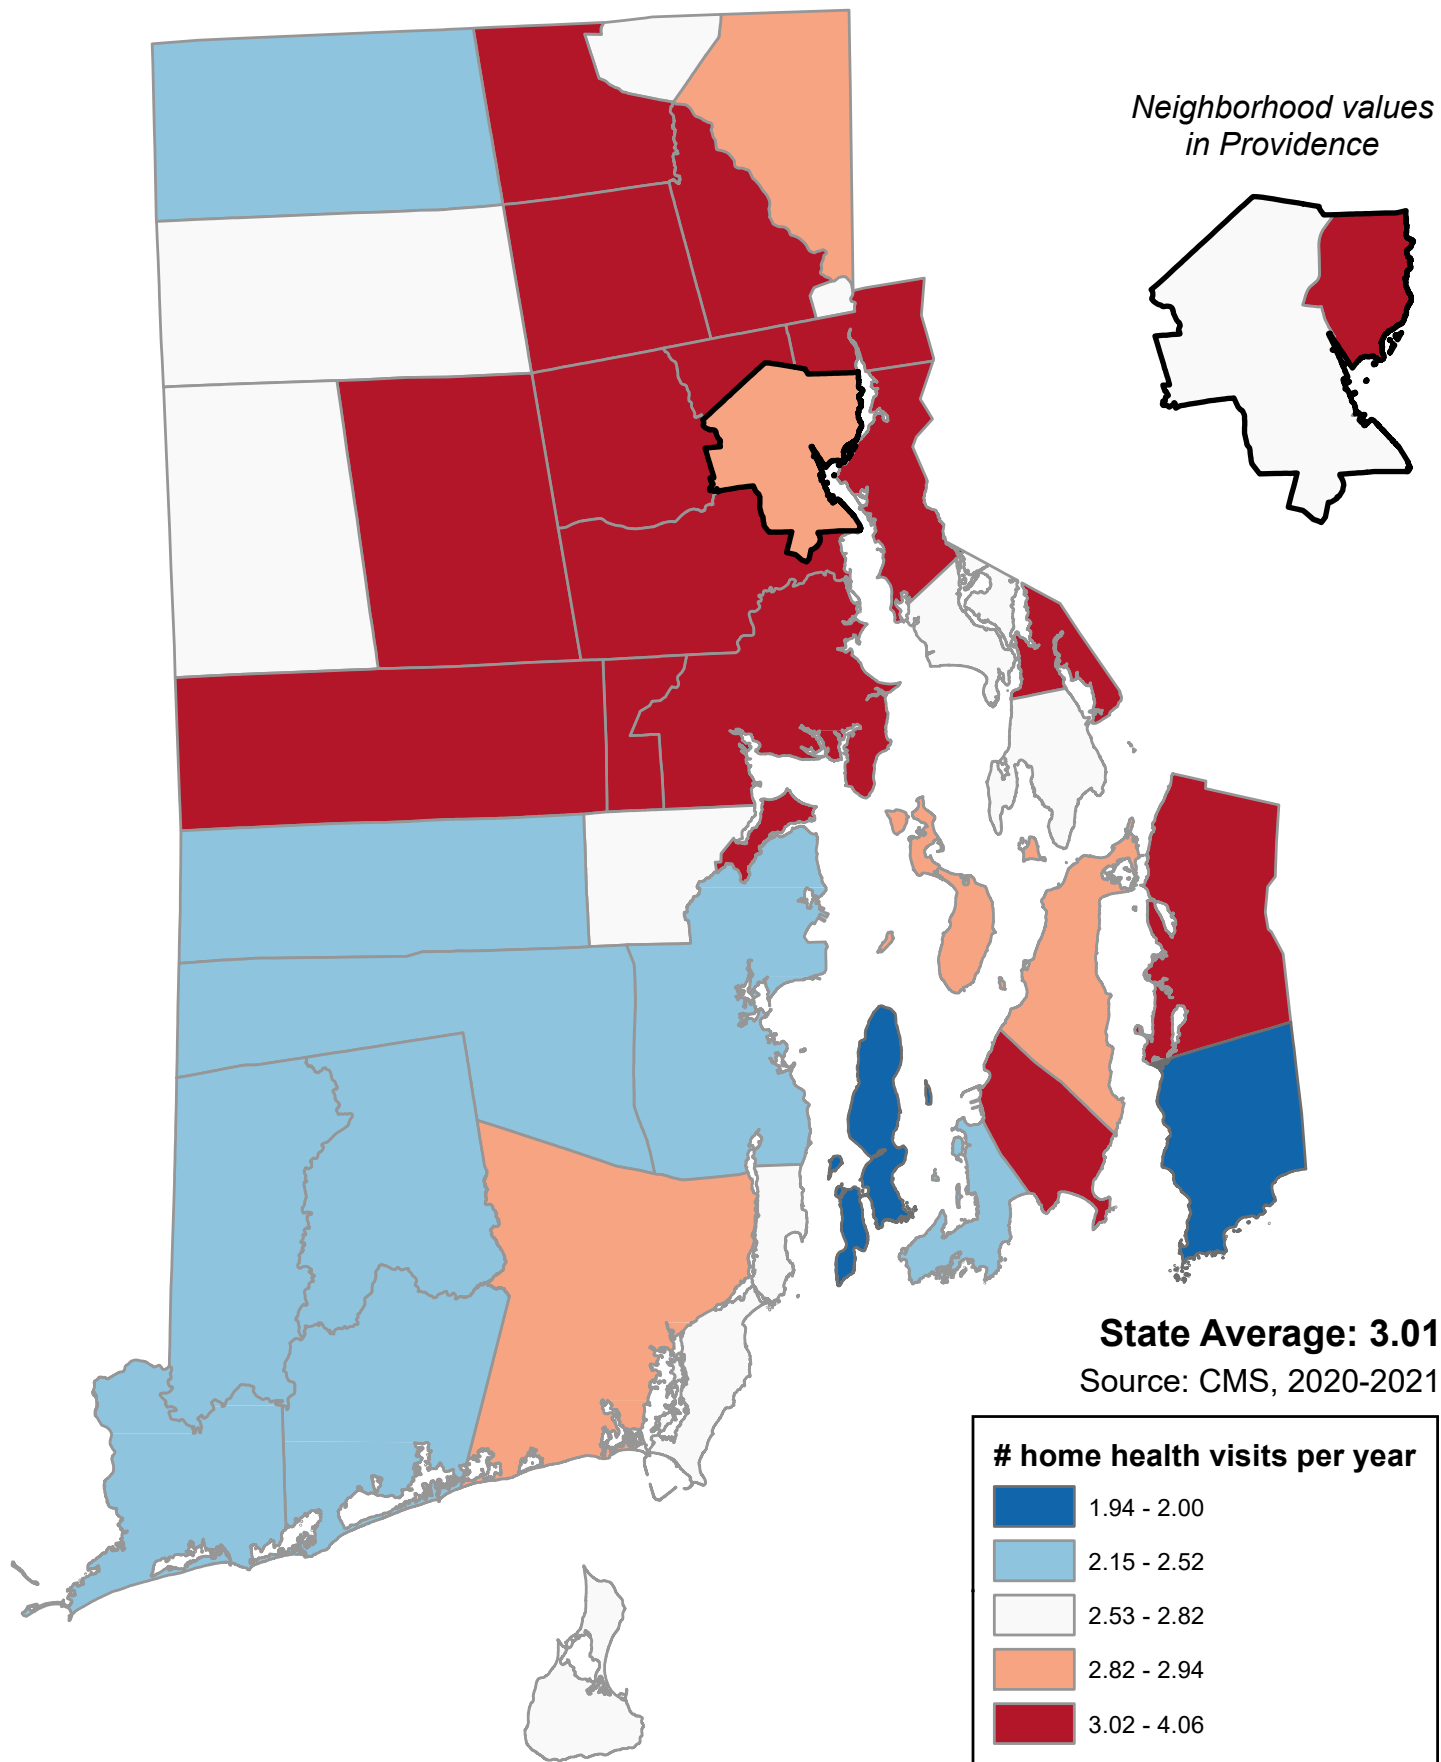 Neighborhood values
in Providence
State Average: 3.01
Source: CMS, 2020-2021
# home health visits per year
1.94 - 2.00
2.15 - 2.52
2.53 - 2.82
2.82 - 2.94
3.02 - 4.06